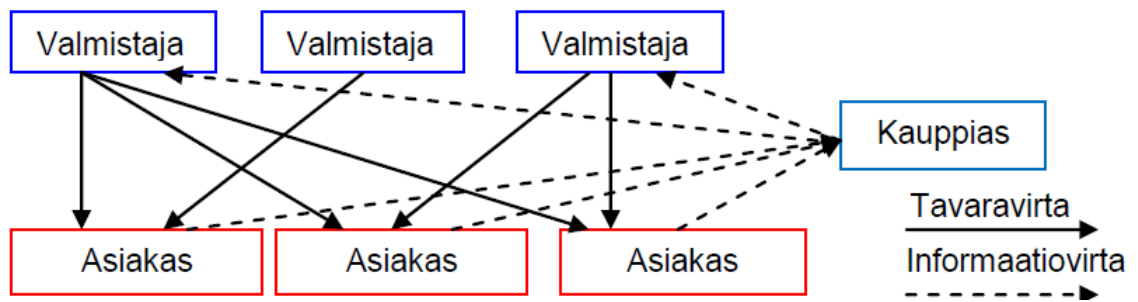 Valmistaja
Valmistaja
Valmistaja
Kauppias
Tavaravirta
Asiakas
Asiakas
Asiakas
Informaatiovirta